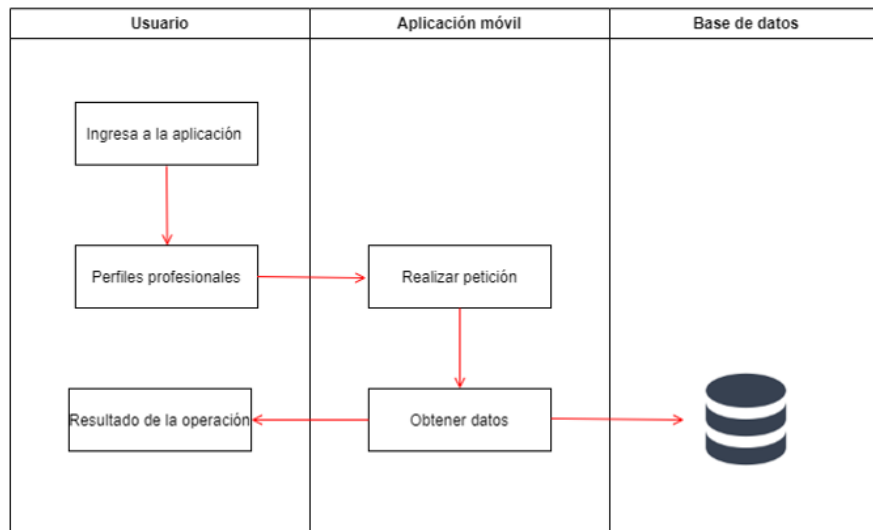 Usuario
Aplicación móvil
Base de datos
Ingresa a la aplicación
Perfiles profesionales
Realizar petición
Resultado de la operación
Obtener datos